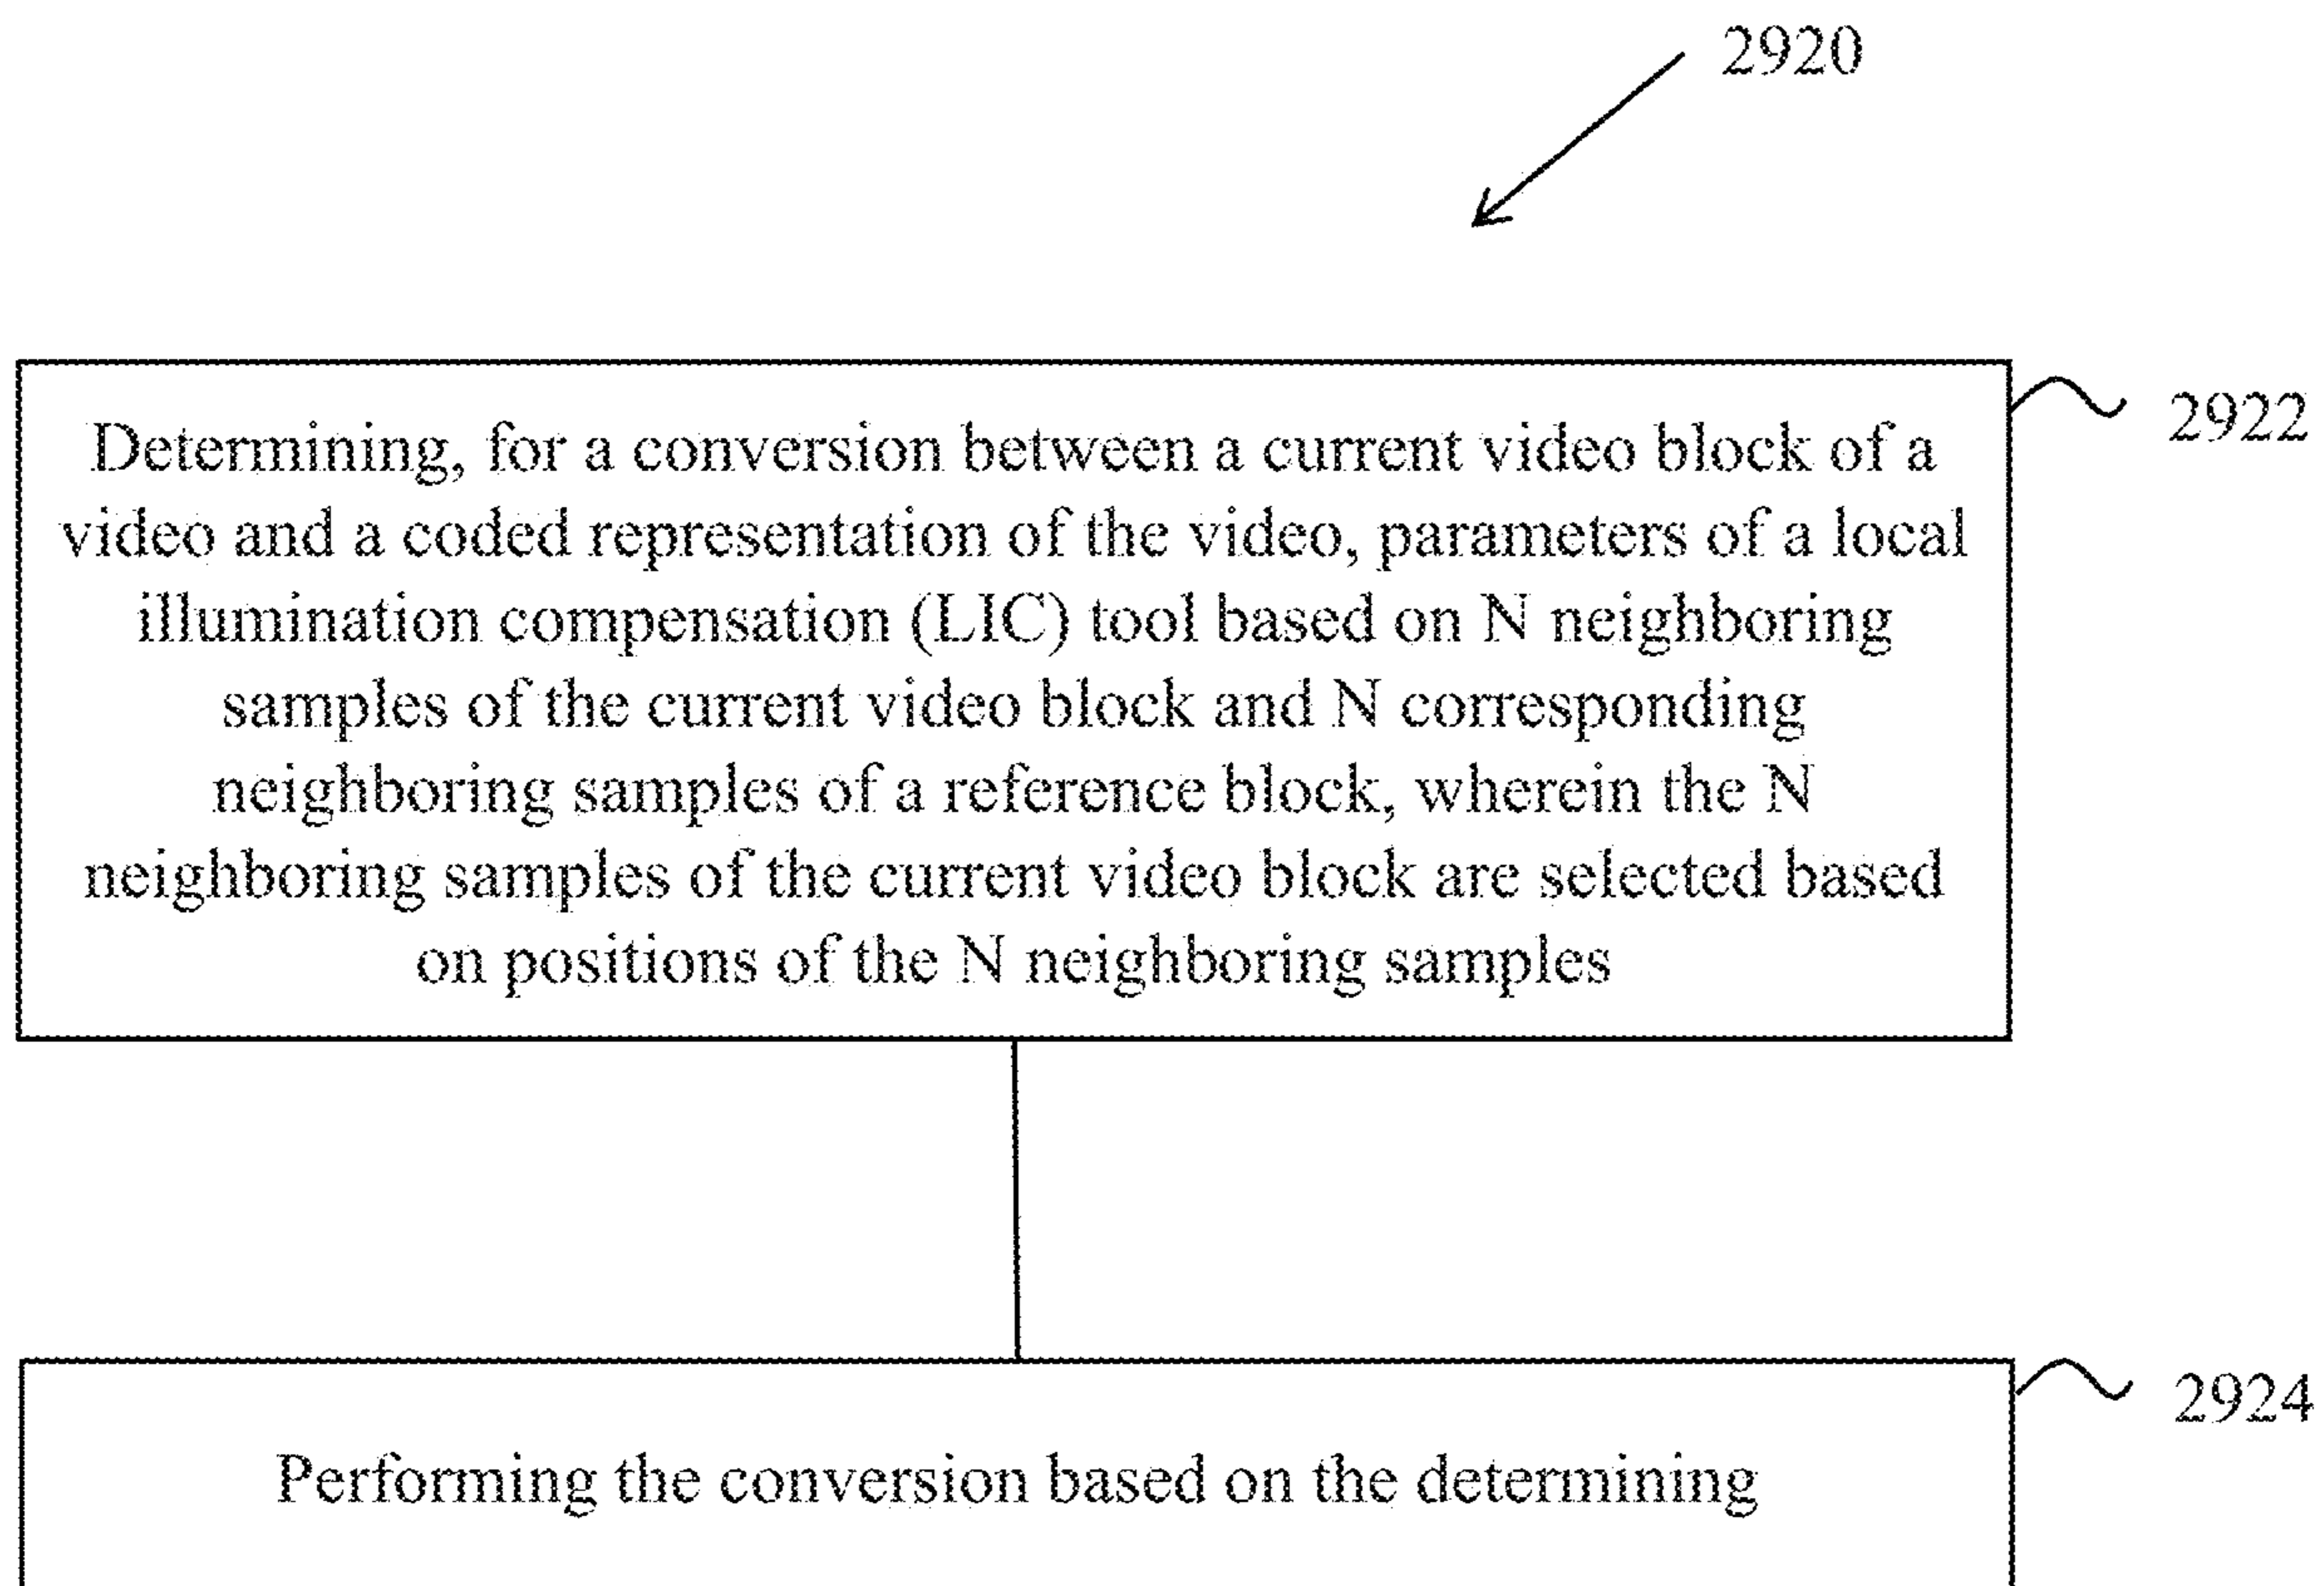 2920
2922
Determining, for a conversion between a current video block of a
video and a coded representation of the video, parameters of a local
illumination compensation (LIC) tool based on N neighboring
samples of the current video block and N corresponding
neighboring samples of a reference block, wherein the N
neighboring samples of the current video block are selected based
on positions of the N neighboring samples
2924
Performing the conversion based on the determining